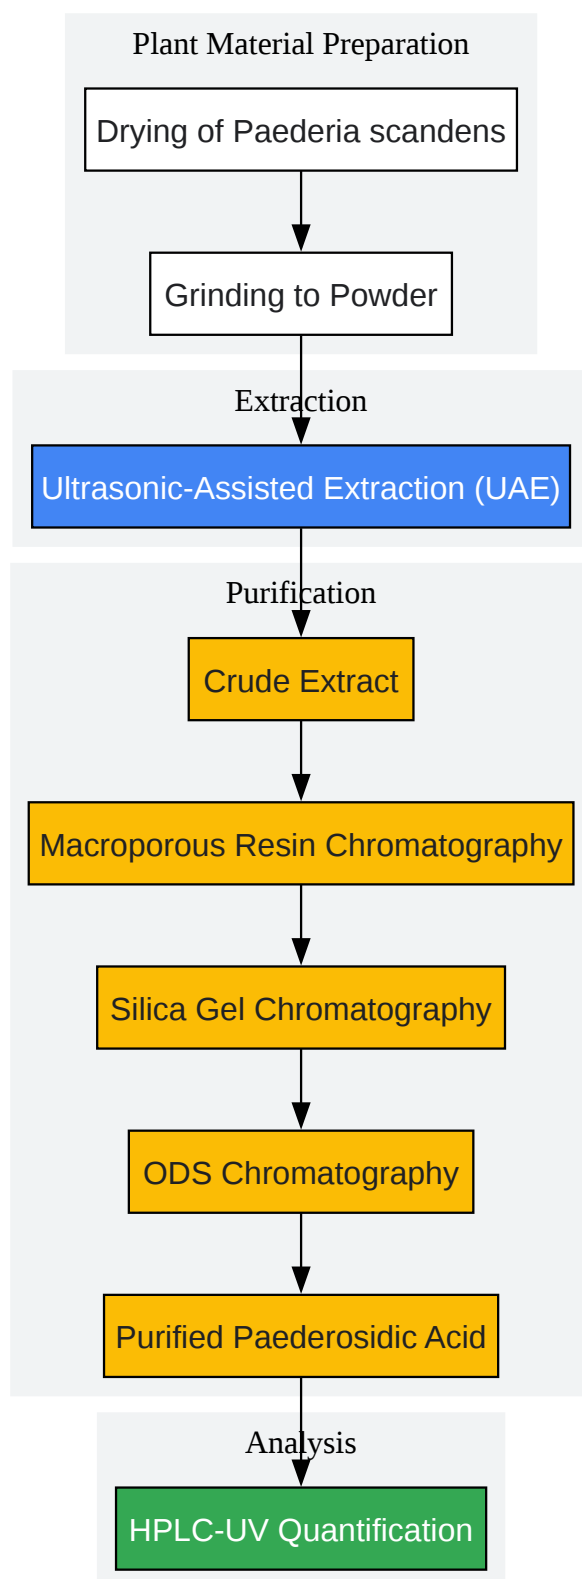 Plant Material Preparation
Drying of Paederia scandens
Grinding to Powder
Extraction
Ultrasonic-Assisted Extraction (UAE)
Purification
Crude Extract
Macroporous Resin Chromatography
Silica Gel Chromatography
ODS Chromatography
Purified Paederosidic Acid
Analysis
HPLC-UV Quantification